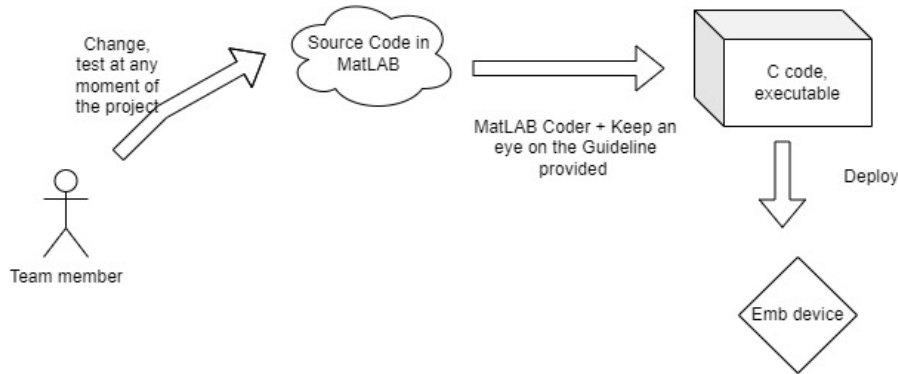 Change,
test at any
moment of
the project
Source Code in
MatLAB
C code,
executable
MatLAB Coder + Keep an
eye on the Guideline
provided
Deploy
Team member
Emb device